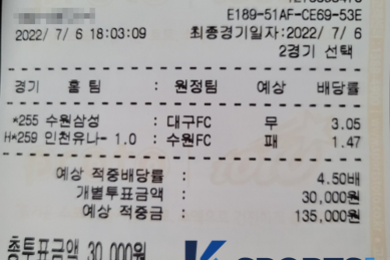 E189-51AF-CE69-53E
2022/ 7/ 6 18:03:09 최종경기일자:2022/ 7/ 6
2경기 선택
경기 홈 팀 : 원정팀 예상 배당률
*255 수원삼성 : 대구FC 무 3.05
H*259 인천유나- 1.0 : 수원FC 패 1.47
예상 적중배당률 : 4.50배
개별투표금액 : 30,000원
예상 적중금 : 135,000원
총투표금액 30,000원